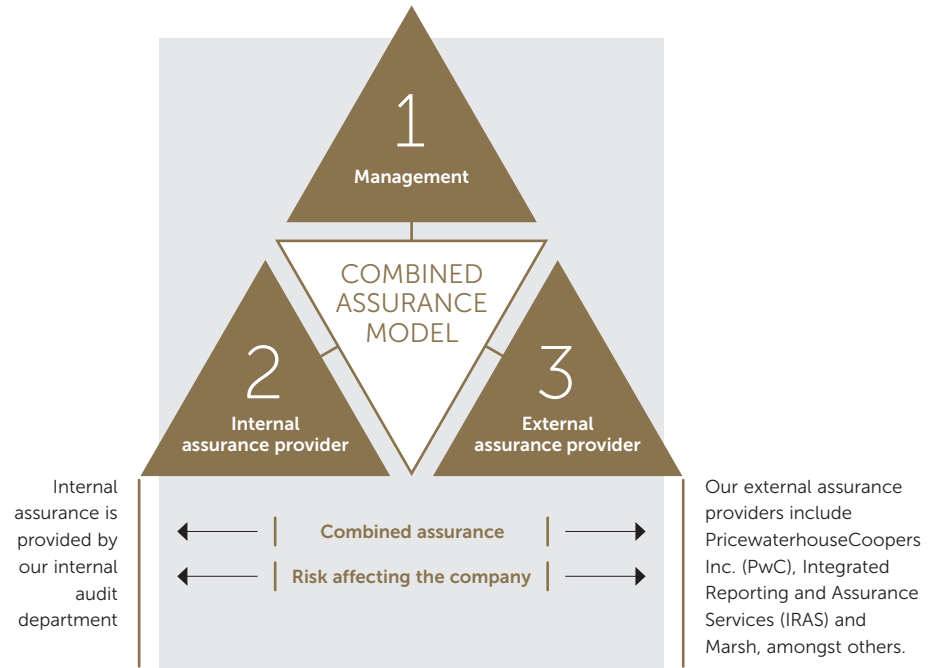 1
Management
COMBINED
ASSURANCE
MODEL
2
Internal
assurance provider
3
External
assurance provider
Internal
assurance is
provided by
our internal
audit
department
Combined assurance
Risk affecting the company
Our external assurance
providers include
PricewaterhouseCoopers
Inc. (PwC), Integrated
Reporting and Assurance
Services (IRAS) and
Marsh, amongst others.